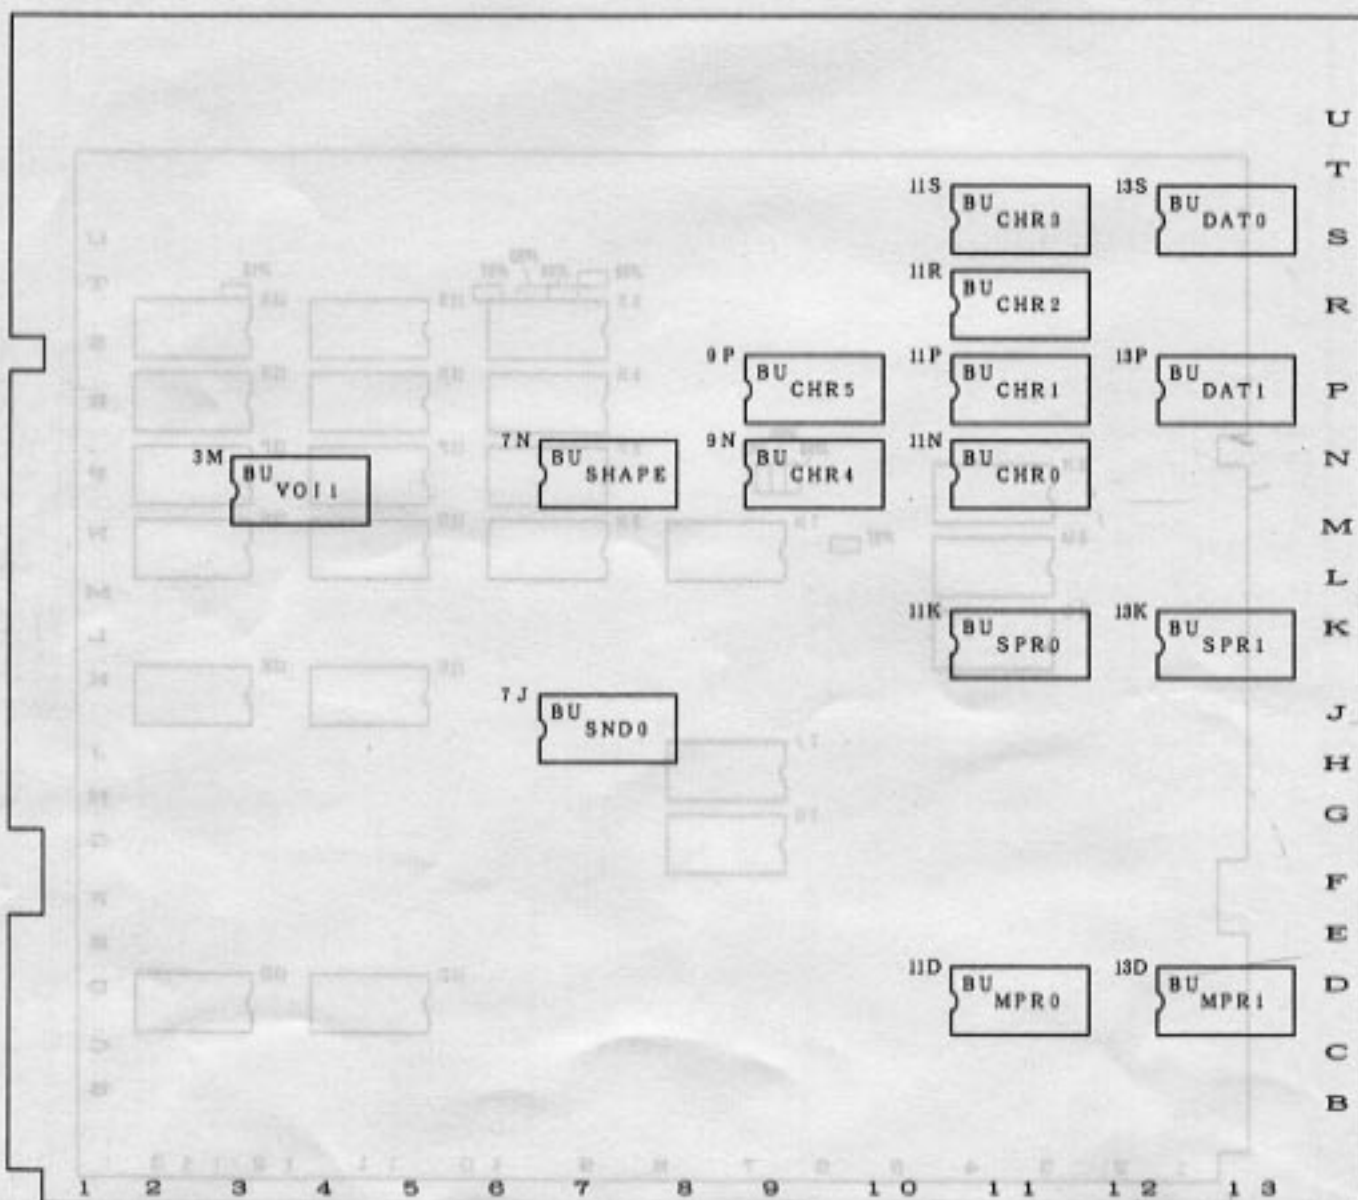 U
T
11S
BU CHR3
13S
BU DAT0
S
11R
BU CHR2
R
9P
BU CHR5
11P
BU CHR1
13P
BU DAT1
P
3M
BU VOI1
7N
BU SHAPE
9N
BU CHR4
11N
BU CHR0
N
M
L
11K
BU SPR0
13K
BU SPR1
K
7J
BU SND0
J
H
G
F
E
11D
BU MPR0
13D
BU MPR1
D
C
B
1 2 3 4 5 6 7 8 9 10 11 12 13